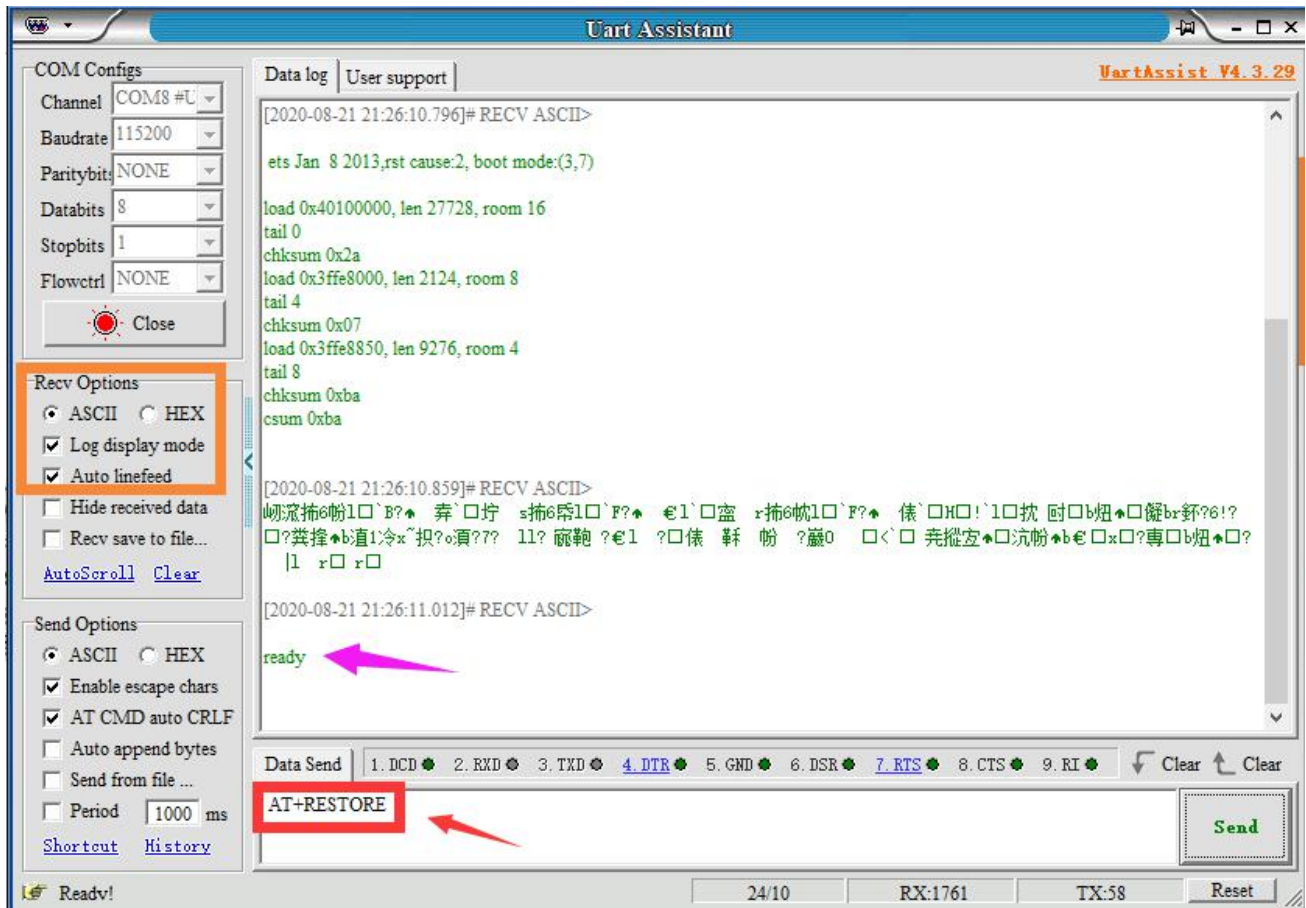 Uart Assistant
COM Configs
Channel COM8 #U
Baudrate 115200
Paritybits NONE
Databits 8
Stopbits 1
Flowctrl NONE
Close
Recv Options
ASCII HEX
Log display mode
Auto linefeed
Hide received data
Recv save to file...
AutoScroll Clear
Send Options
ASCII HEX
Enable escape chars
AT CMD auto CRLF
Auto append bytes
Send from file ...
Period 1000 ms
Shortcut History
Data log User support
UartAssist V4.3.29
[2020-08-21 21:26:10.796]# RECV ASCII>
ets Jan 8 2013,rst cause:2, boot mode:(3,7)
load 0x40100000, len 27728, room 16
tail 0
chksum 0x2a
load 0x3ffe8000, len 2124, room 8
tail 4
chksum 0x07
load 0x3ffe8850, len 9276, room 4
tail 8
chksum 0xba
csum 0xba
[2020-08-21 21:26:10.859]# RECV ASCII>
[2020-08-21 21:26:11.012]# RECV ASCII>
ready
Data Send 1. DCD 2. RXD 3. TXD 4. DTR 5. GND 6. DSR 7. RTS 8. CTS 9. RI Clear Clear
AT+RESTORE
Send
Ready! 24/10 RX:1761 TX:58 Reset